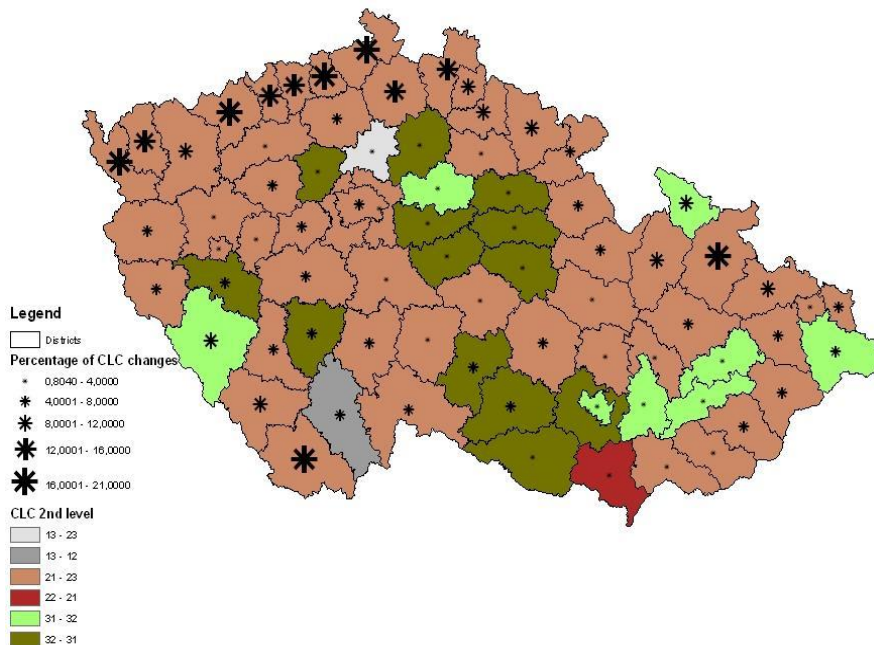 Legend
Districts
Percentage of CLC changes
0,8040 - 4,0000
4,0001 - 8,0000
8,0001 - 12,0000
12,0001 - 16,0000
16,0001 - 21,0000
CLC 2nd level
13 - 23
13 - 12
21 - 23
22 - 21
31 - 32
32 - 31